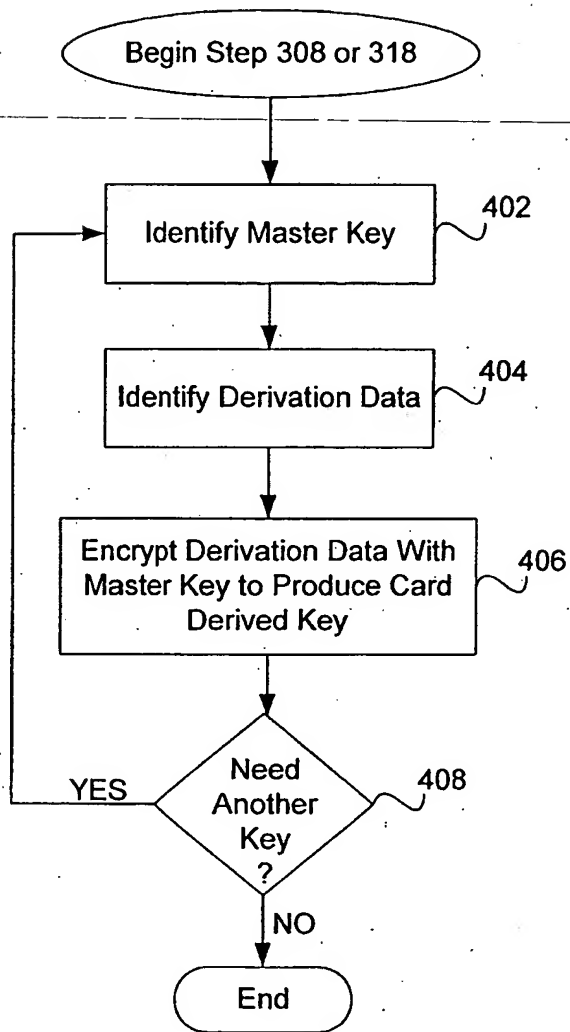 Begin Step 308 or 318
Identify Master Key
402
Identify Derivation Data
404
Encrypt Derivation Data With
Master Key to Produce Card
Derived Key
406
Need
Another
Key
?
408
YES
NO
End